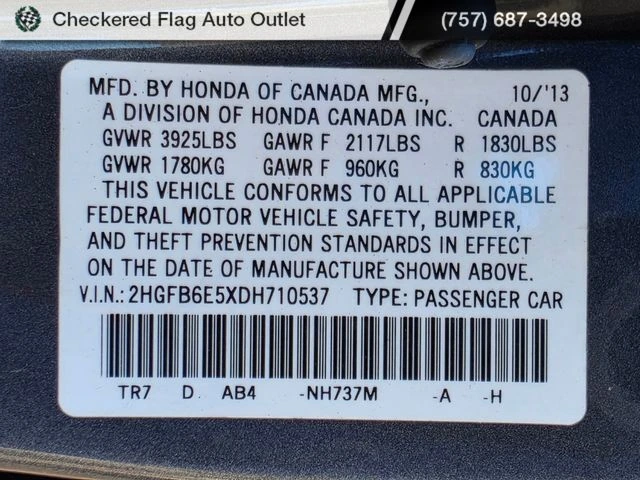 Checkered Flag Auto Outlet (757) 687-3498
MFD. BY HONDA OF CANADA MFG., 10/'13
A DIVISION OF HONDA CANADA INC. CANADA
GVWR 3925LBS GAWR F 2117LBS R 1830LBS
GVWR 1780KG GAWR F 960KG R 830KG
THIS VEHICLE CONFORMS TO ALL APPLICABLE
FEDERAL MOTOR VEHICLE SAFETY, BUMPER,
AND THEFT PREVENTION STANDARDS IN EFFECT
ON THE DATE OF MANUFACTURE SHOWN ABOVE.
V.I.N.: 2HGFB6E5XDH710537 TYPE: PASSENGER CAR
TR7 D AB4 -NH737M -A -H